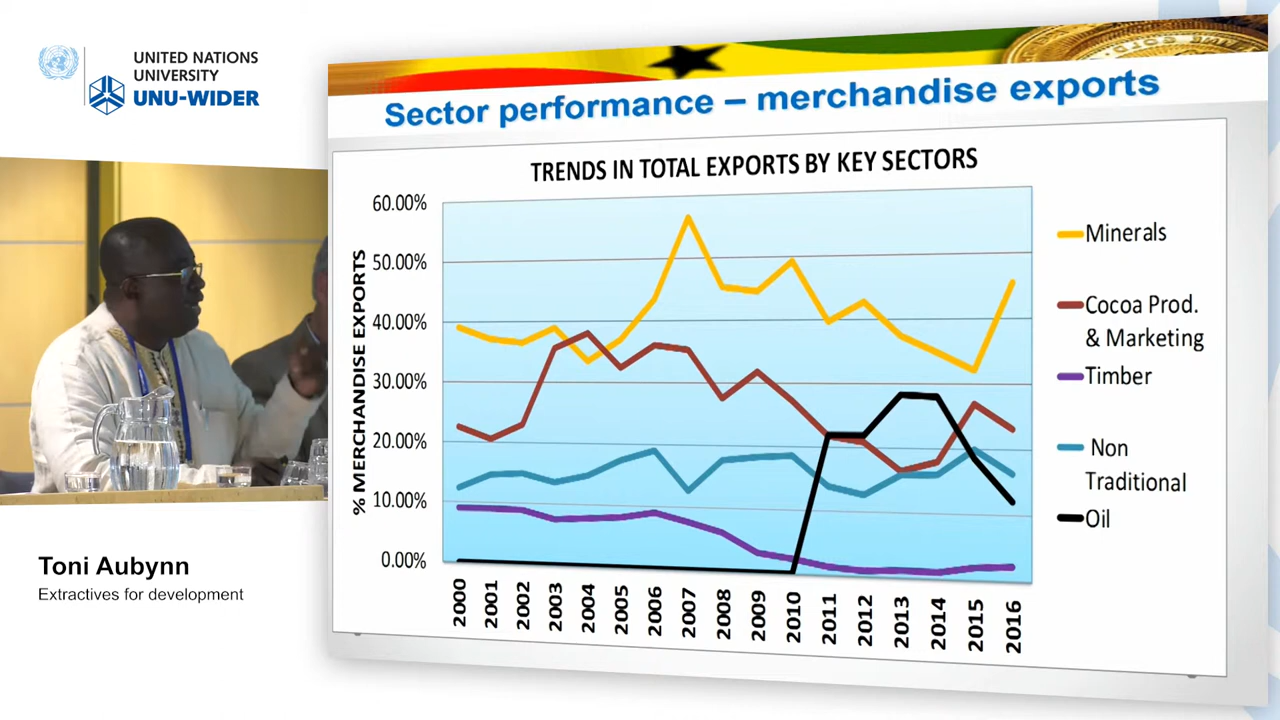 UNITED NATIONS
UNIVERSITY
UNU-WIDER
Sector performance – merchandise exports
TRENDS IN TOTAL EXPORTS BY KEY SECTORS
% MERCHANDISE EXPORTS
60.00%
50.00%
40.00%
30.00%
20.00%
10.00%
0.00%
2000 2001 2002 2003 2004 2005 2006 2007 2008 2009 2010 2011 2012 2013 2014 2015 2016
Minerals
Cocoa Prod.
& Marketing
Timber
Non
Traditional
Oil
Toni Aubynn
Extractives for development